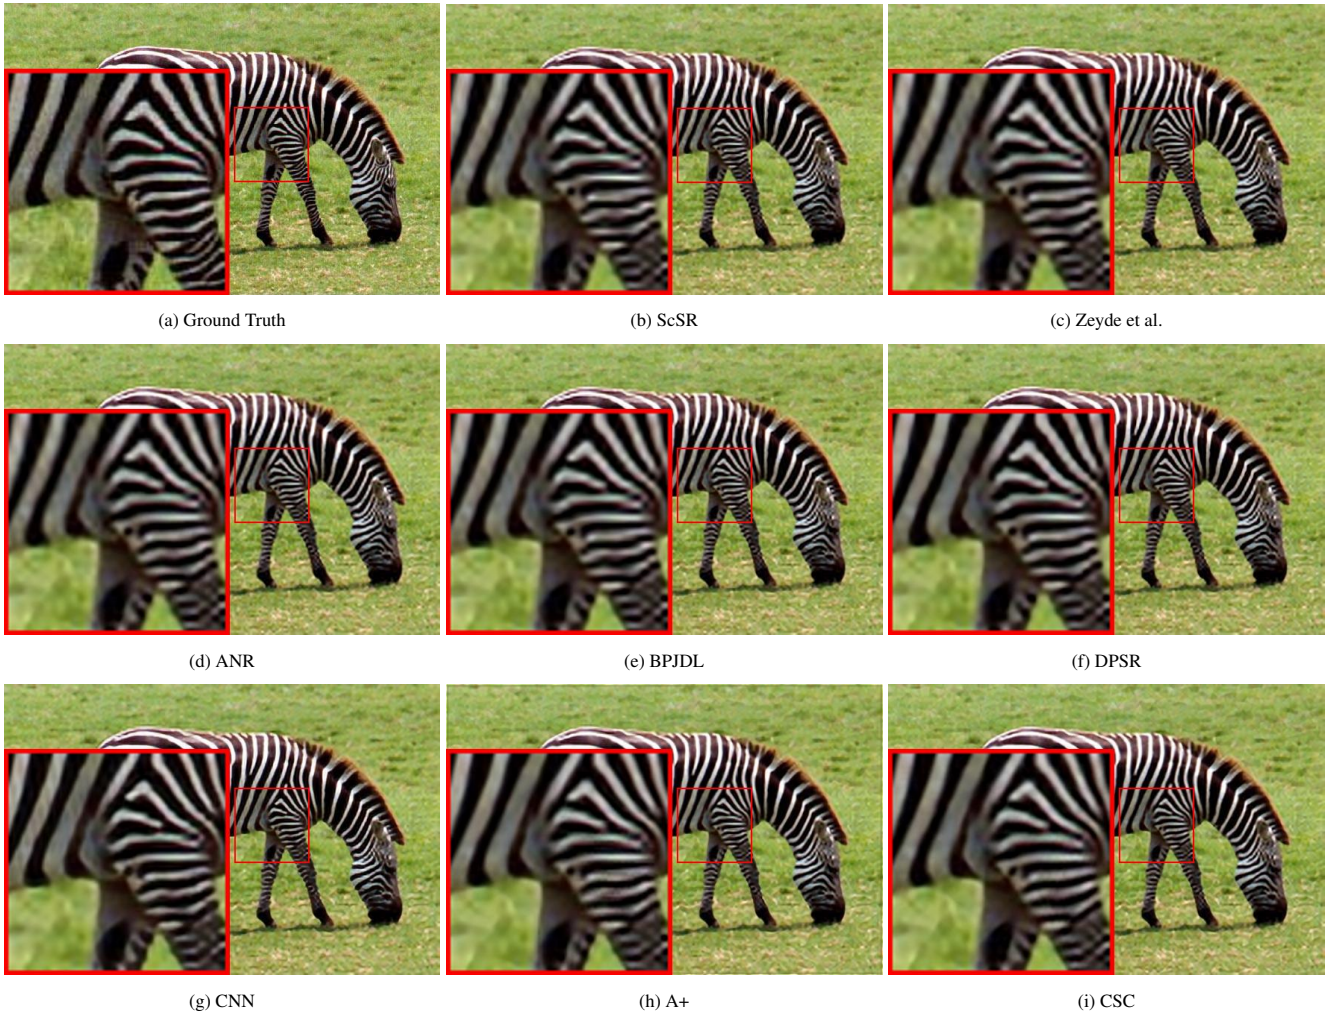 (a) Ground Truth
(b) ScSR
(c) Zeyde et al.
(d) ANR
(e) BPJDL
(f) DPSR
(g) CNN
(h) A+
(i) CSC